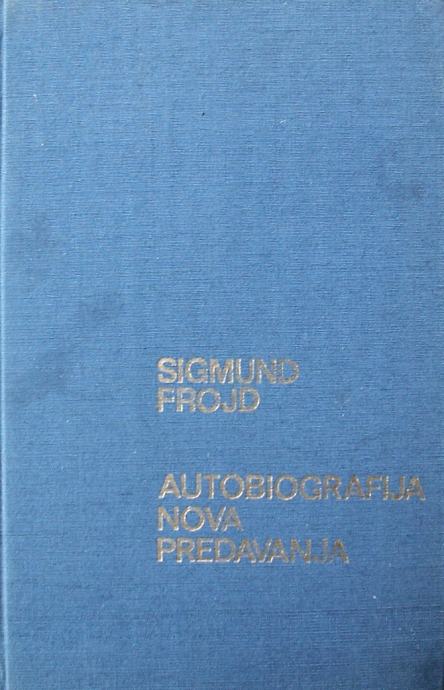 SIGMUND
FROJD
AUTOBIOGRAFIJA
NOVA
PREDAVANJA